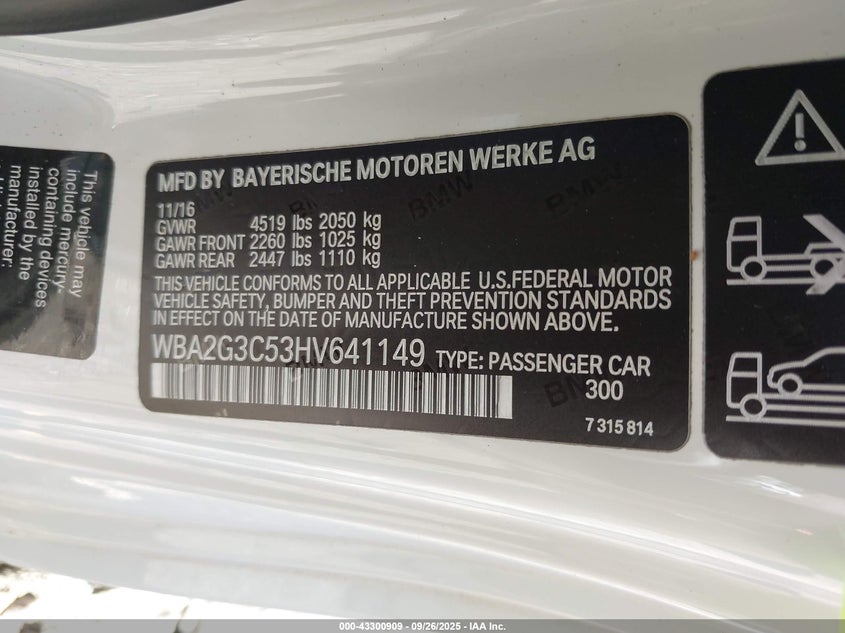 This vehicle may
include mercury-
containing devices
installed by the
manufacturer:
MFD BY BAYERISCHE MOTOREN WERKE AG
11/16
GVWR 4519 lbs 2050 kg
GAWR FRONT 2260 lbs 1025 kg
GAWR REAR 2447 lbs 1110 kg
THIS VEHICLE CONFORMS TO ALL APPLICABLE U.S.FEDERAL MOTOR
VEHICLE SAFETY, BUMPER AND THEFT PREVENTION STANDARDS
IN EFFECT ON THE DATE OF MANUFACTURE SHOWN ABOVE.
WBA2G3C53HV641149 TYPE: PASSENGER CAR
300
7 315 814
000-43300909 - 09/26/2025 - IAA Inc.